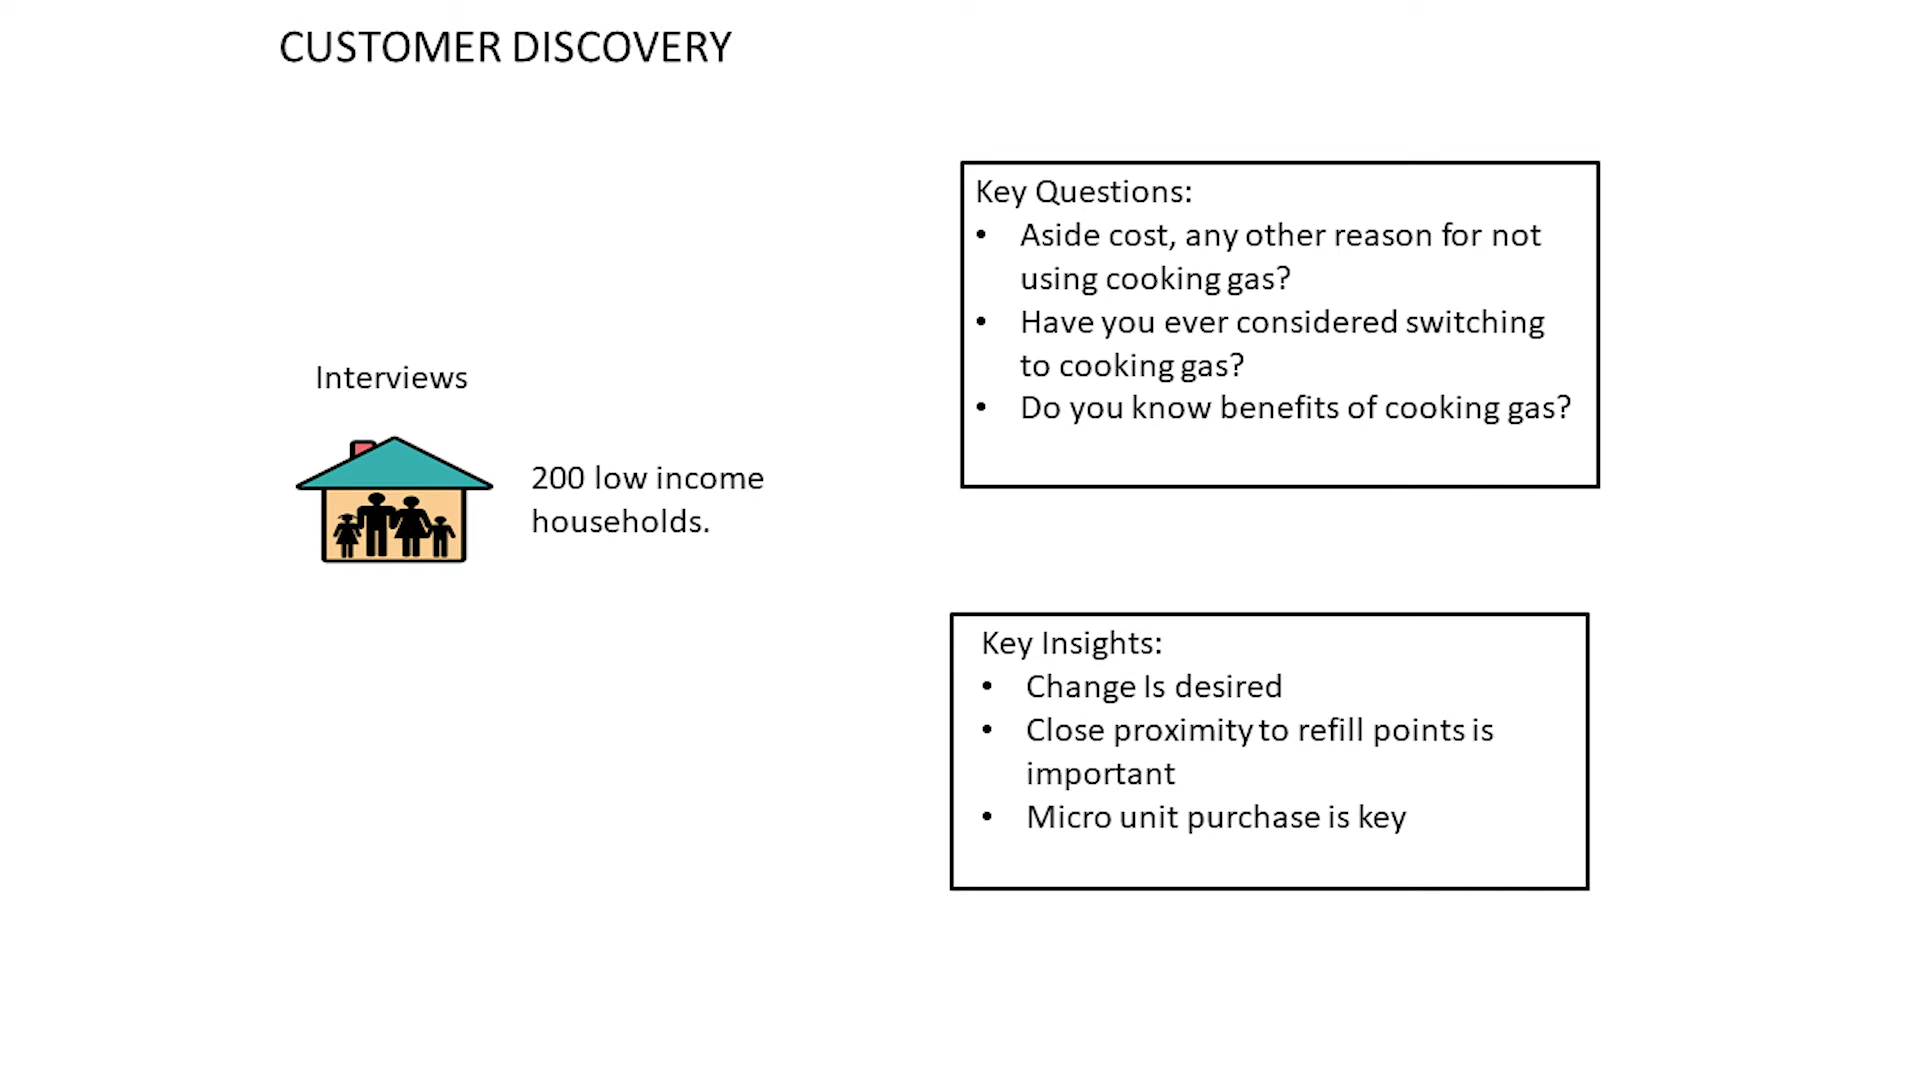 CUSTOMER DISCOVERY
Interviews
200 low income
households.
Key Questions:
• Aside cost, any other reason for not
using cooking gas?
• Have you ever considered switching
to cooking gas?
• Do you know benefits of cooking gas?
Key Insights:
• Change Is desired
• Close proximity to refill points is
important
• Micro unit purchase is key